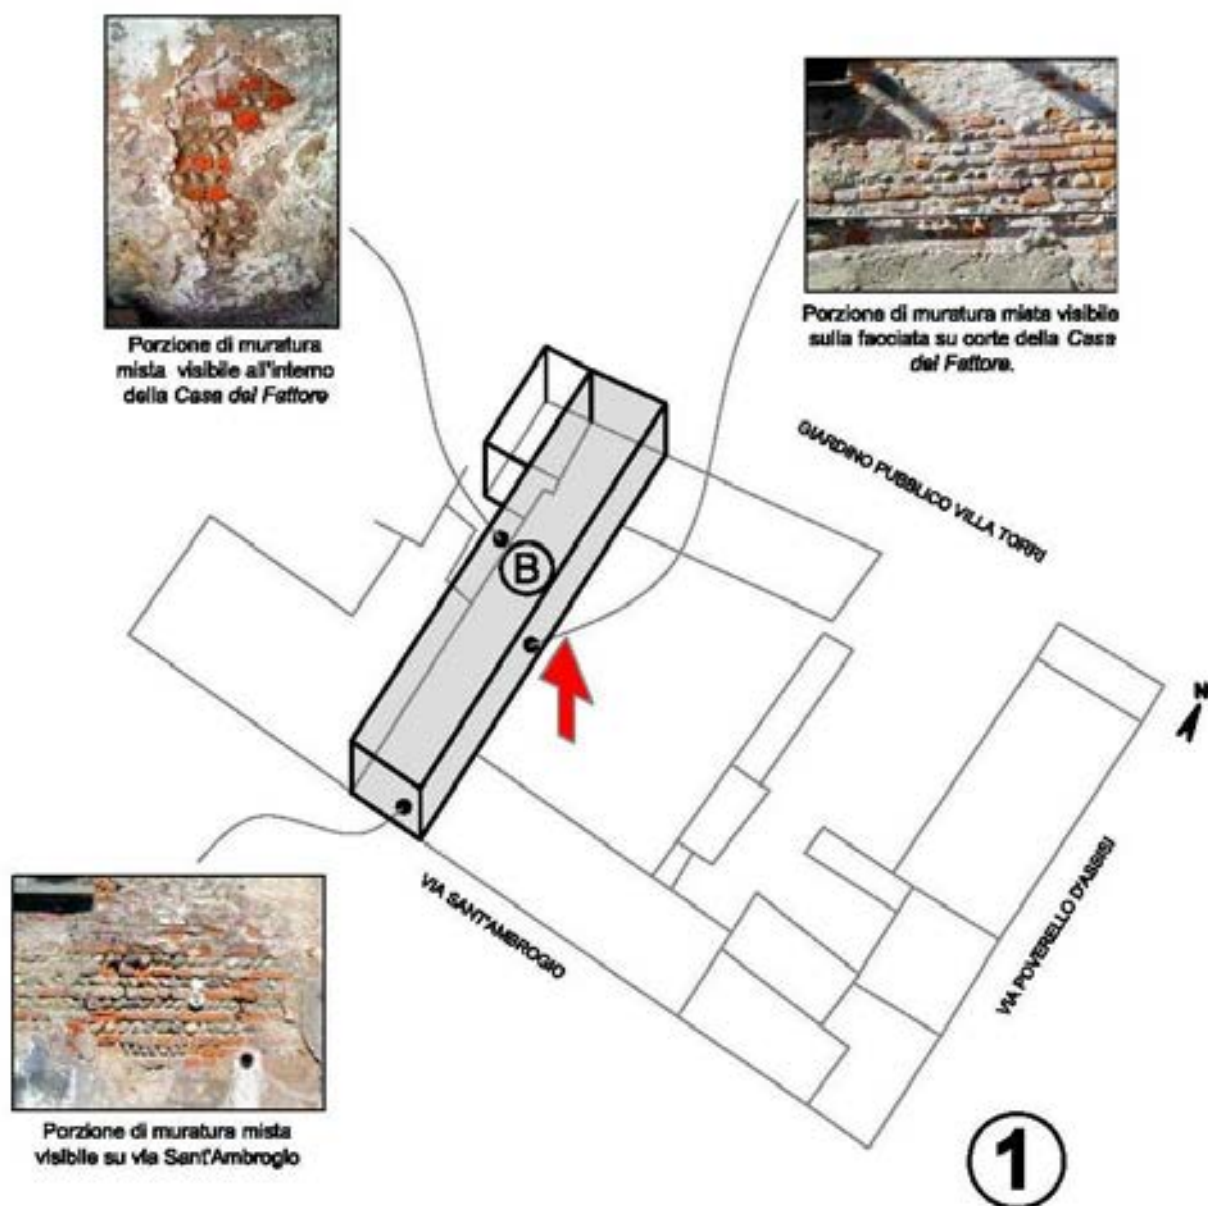 Porzione di muratura
mista visibile all'interno
della Casa del Fattore
Porzione di muratura mista visibile
sulla facciata su corte della Casa
del Fattore.
GIARDINO PUBBLICO VILLA TORRI
B
N
VIA SANT'AMBROGIO
VIA POVERELLO D'ASSISI
Porzione di muratura mista
visibile su via Sant'Ambrogio
1